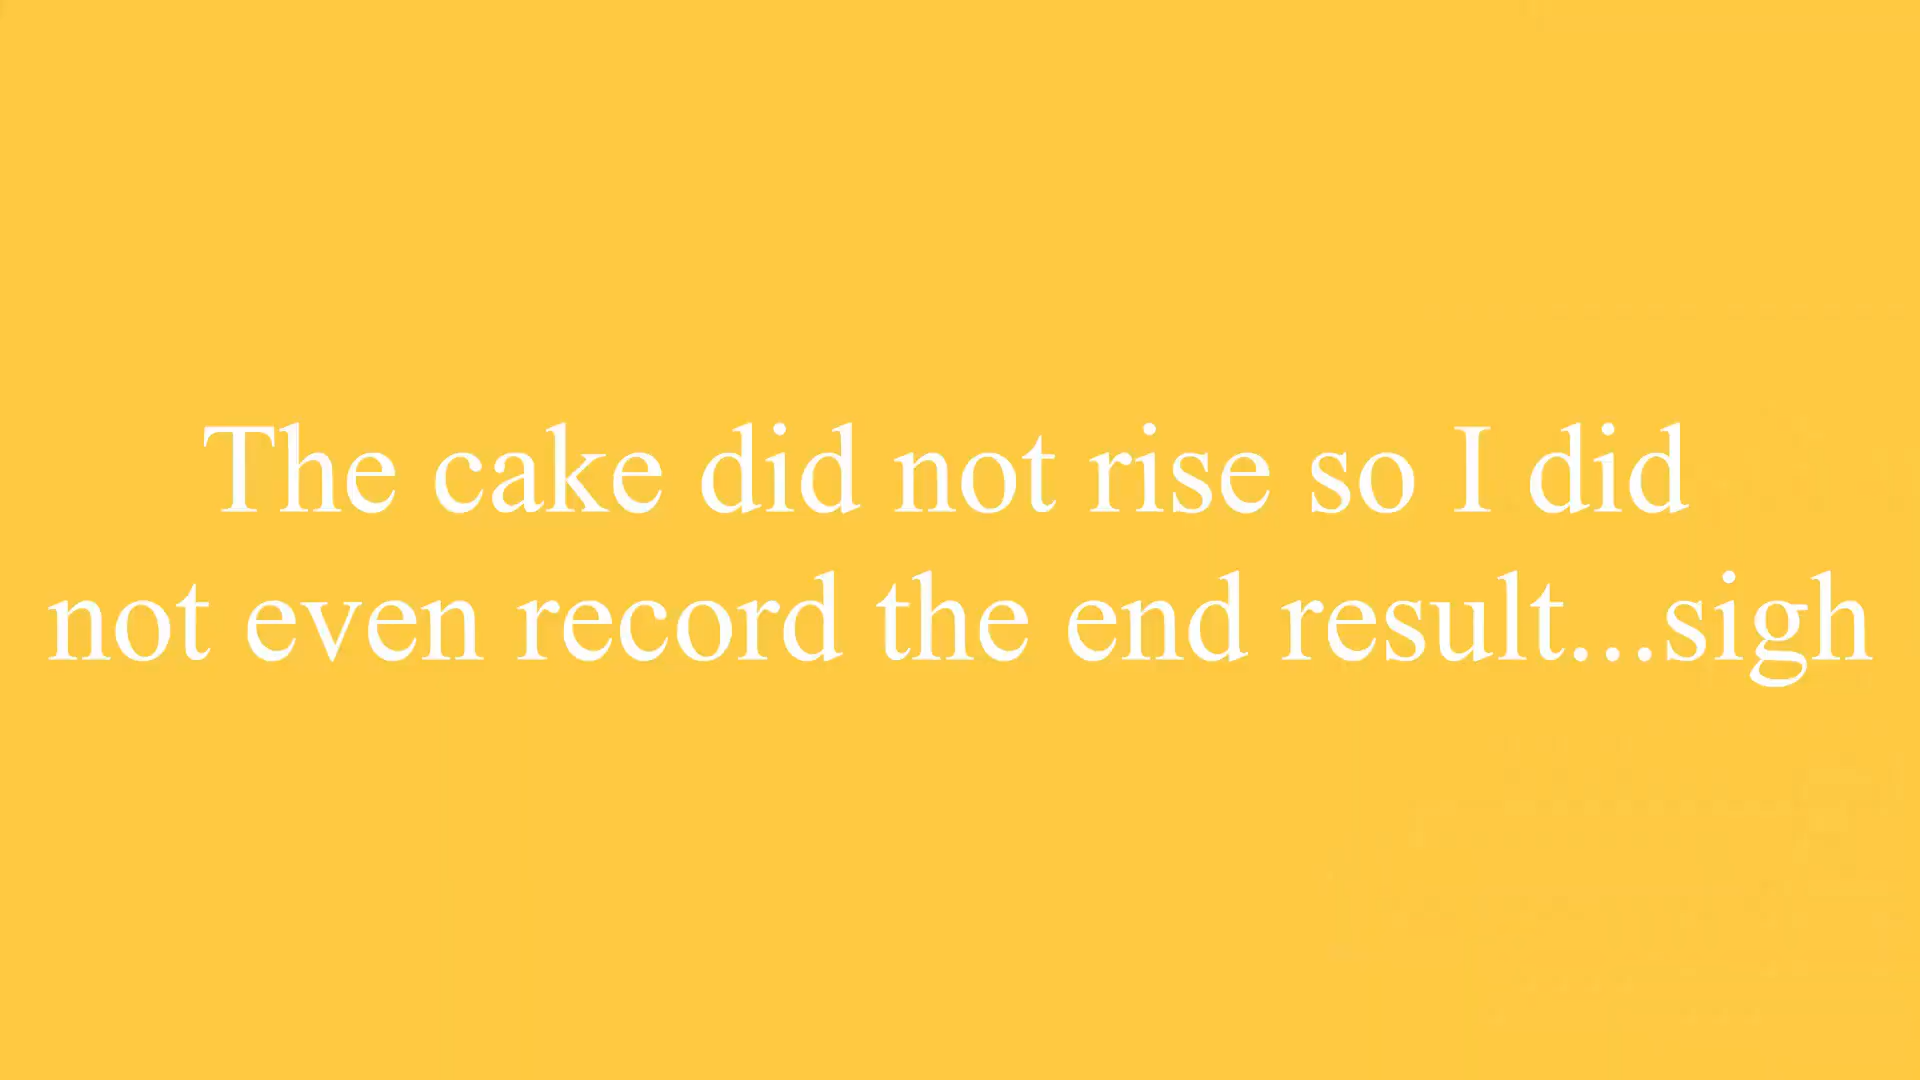 The cake did not rise so I did
not even record the end result...sigh